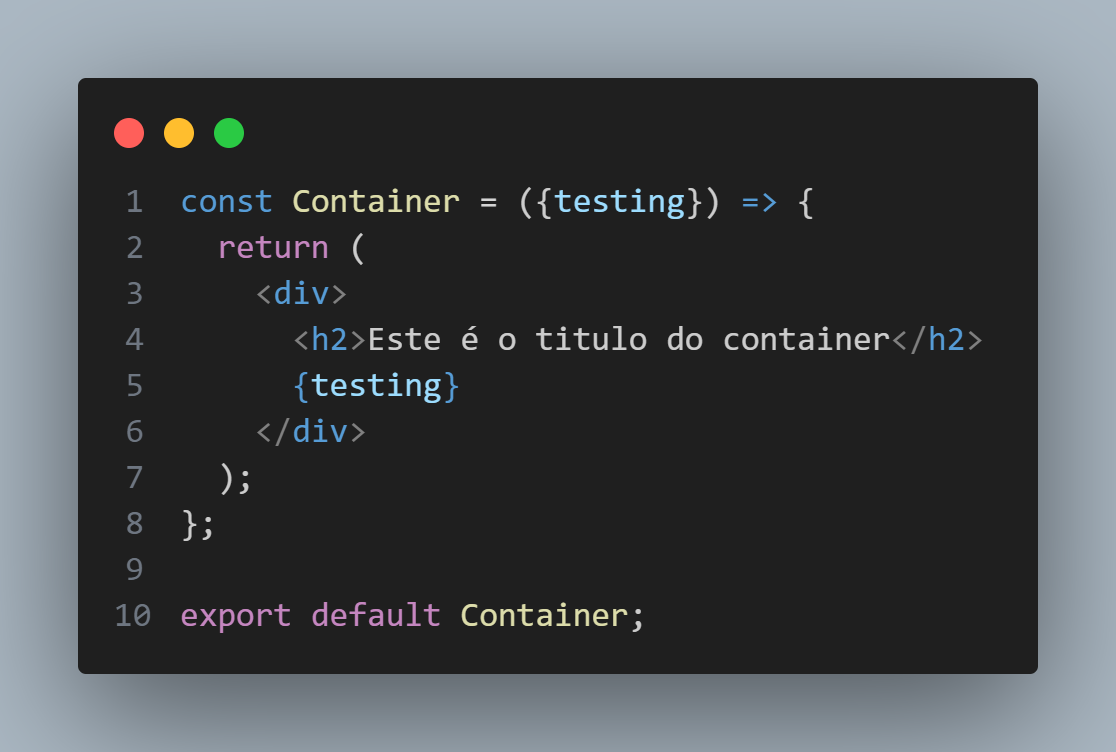 1 const Container = ({testing}) => {
2   return (
3     <div>
4       <h2>Este é o titulo do container</h2>
5       {testing}
6     </div>
7   );
8 };
9
10 export default Container;